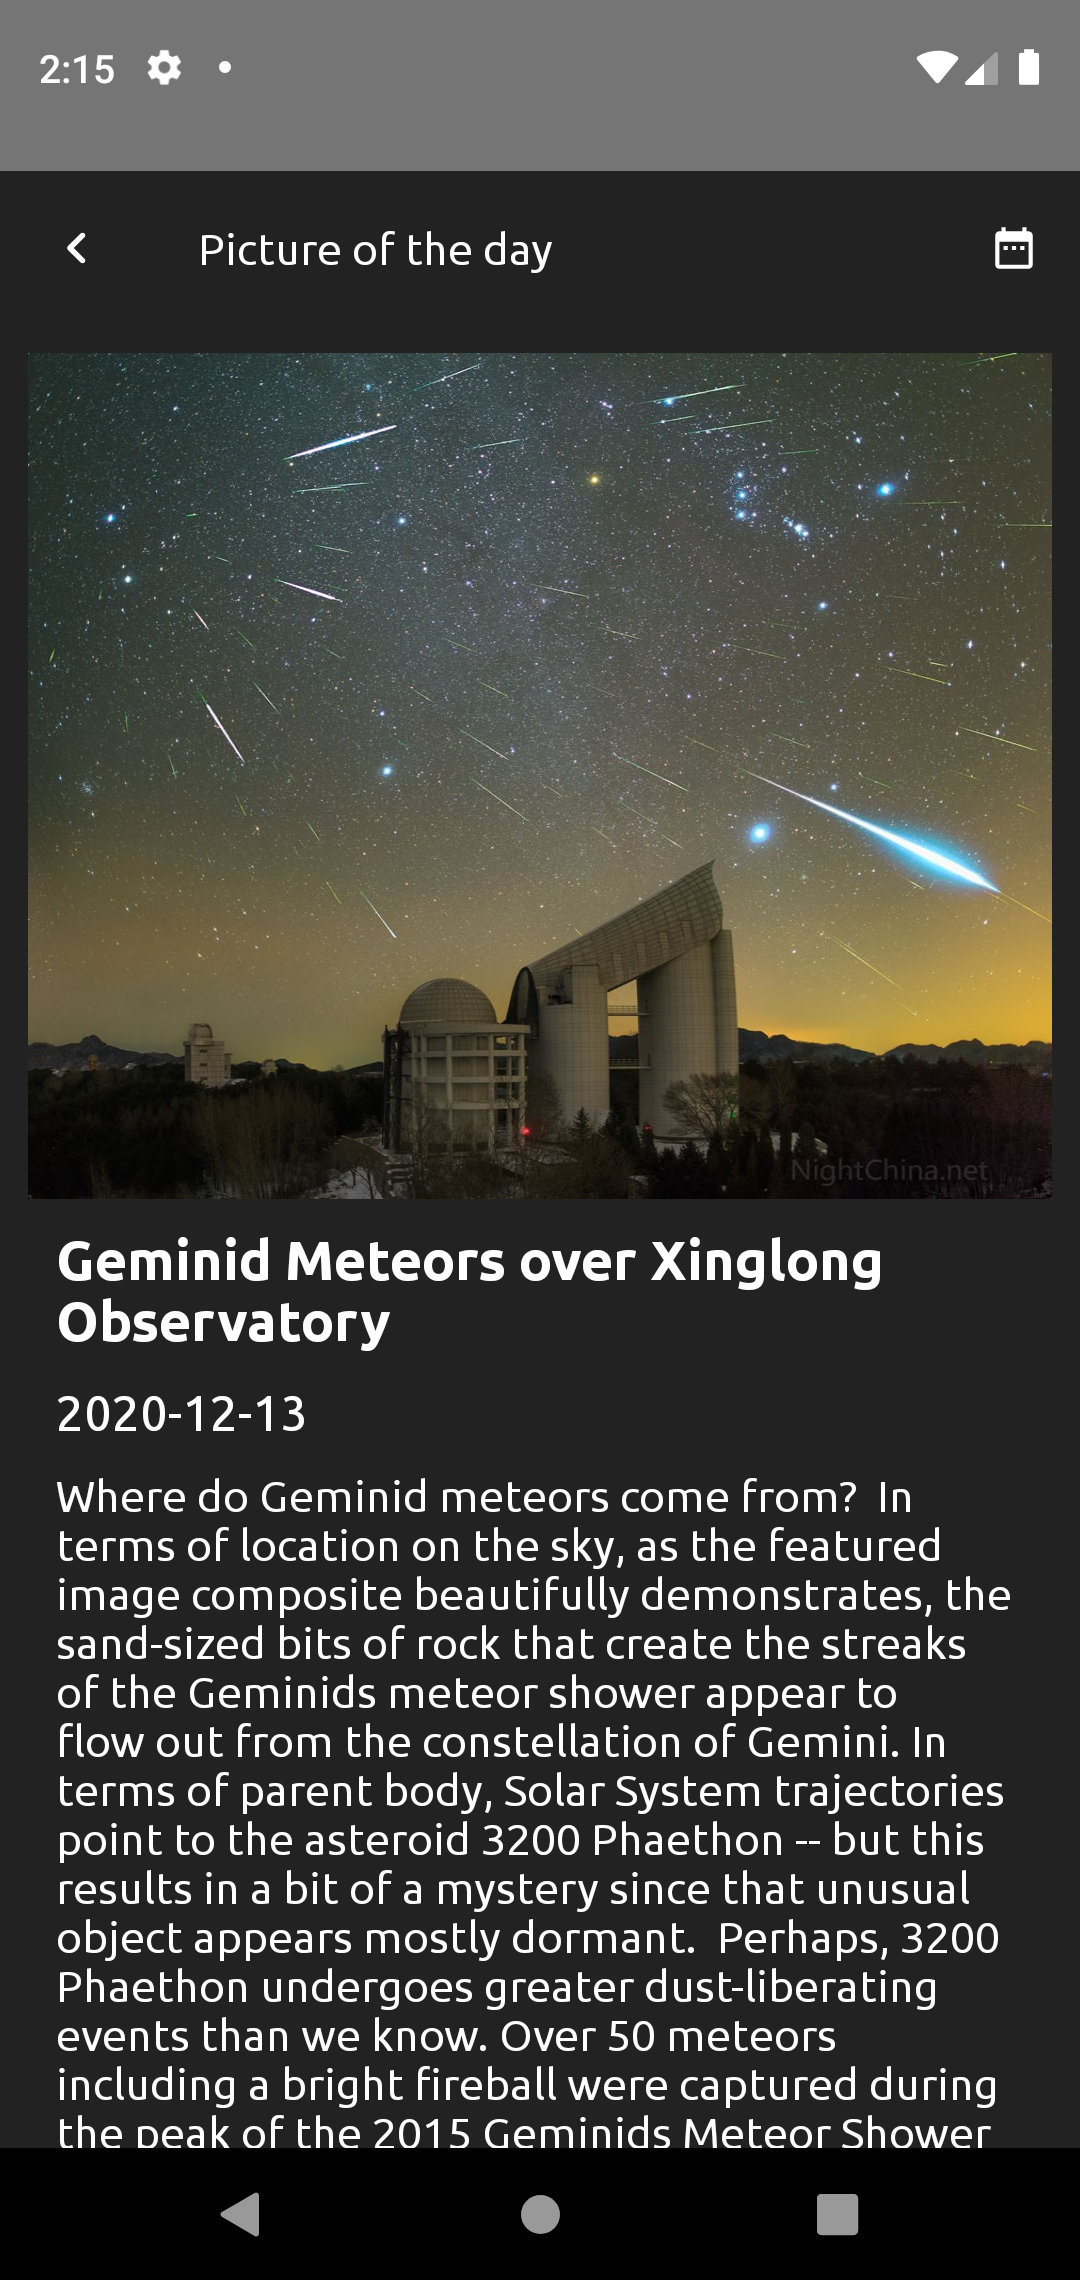 2:15
Picture of the day
NightChina.net
Geminid Meteors over Xinglong
Observatory
2020-12-13
Where do Geminid meteors come from?  In
terms of location on the sky, as the featured
image composite beautifully demonstrates, the
sand-sized bits of rock that create the streaks
of the Geminids meteor shower appear to
flow out from the constellation of Gemini. In
terms of parent body, Solar System trajectories
point to the asteroid 3200 Phaethon -- but this
results in a bit of a mystery since that unusual
object appears mostly dormant.  Perhaps, 3200
Phaethon undergoes greater dust-liberating
events than we know. Over 50 meteors
including a bright fireball were captured during
the peak of the 2015 Geminids Meteor Shower